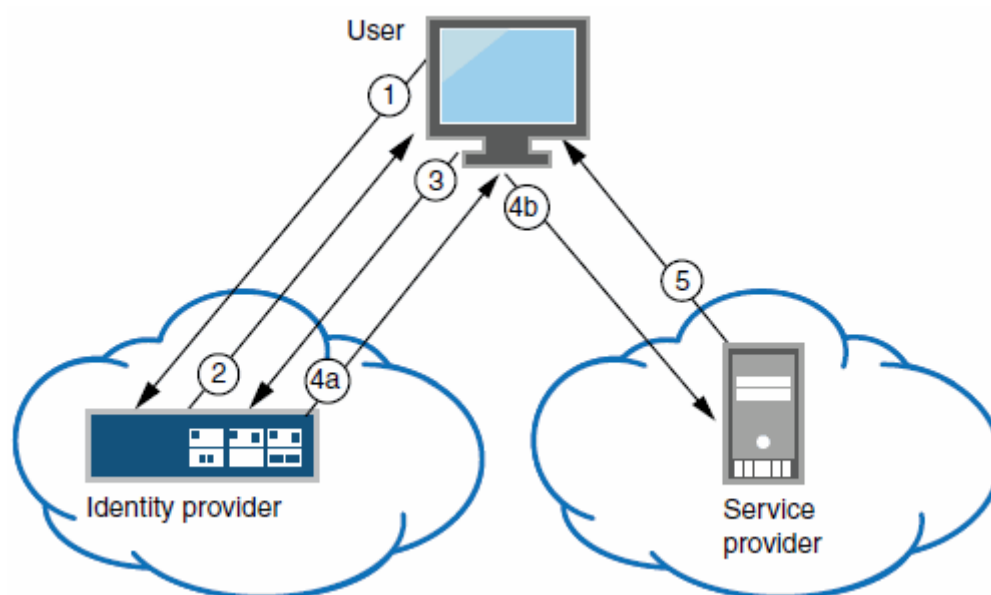 User
1
3
4b
5
2
4a
Identity provider
Service
provider